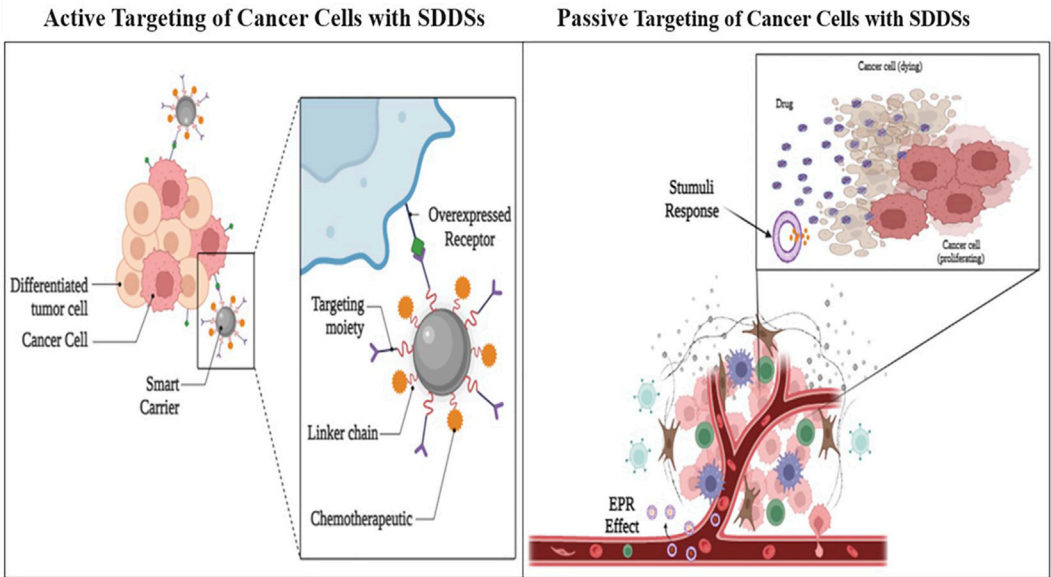 Active Targeting of Cancer Cells with SDDSs
Differentiated
tumor cell
Cancer Cell
Smart
Carrier
Overexpressed
Receptor
Targeting
moiety
Linker chain
Chemotherapeutic
Passive Targeting of Cancer Cells with SDDSs
Cancer cell (dying)
Drug
Stumuli
Response
Cancer cell
(proliferating)
EPR
Effect